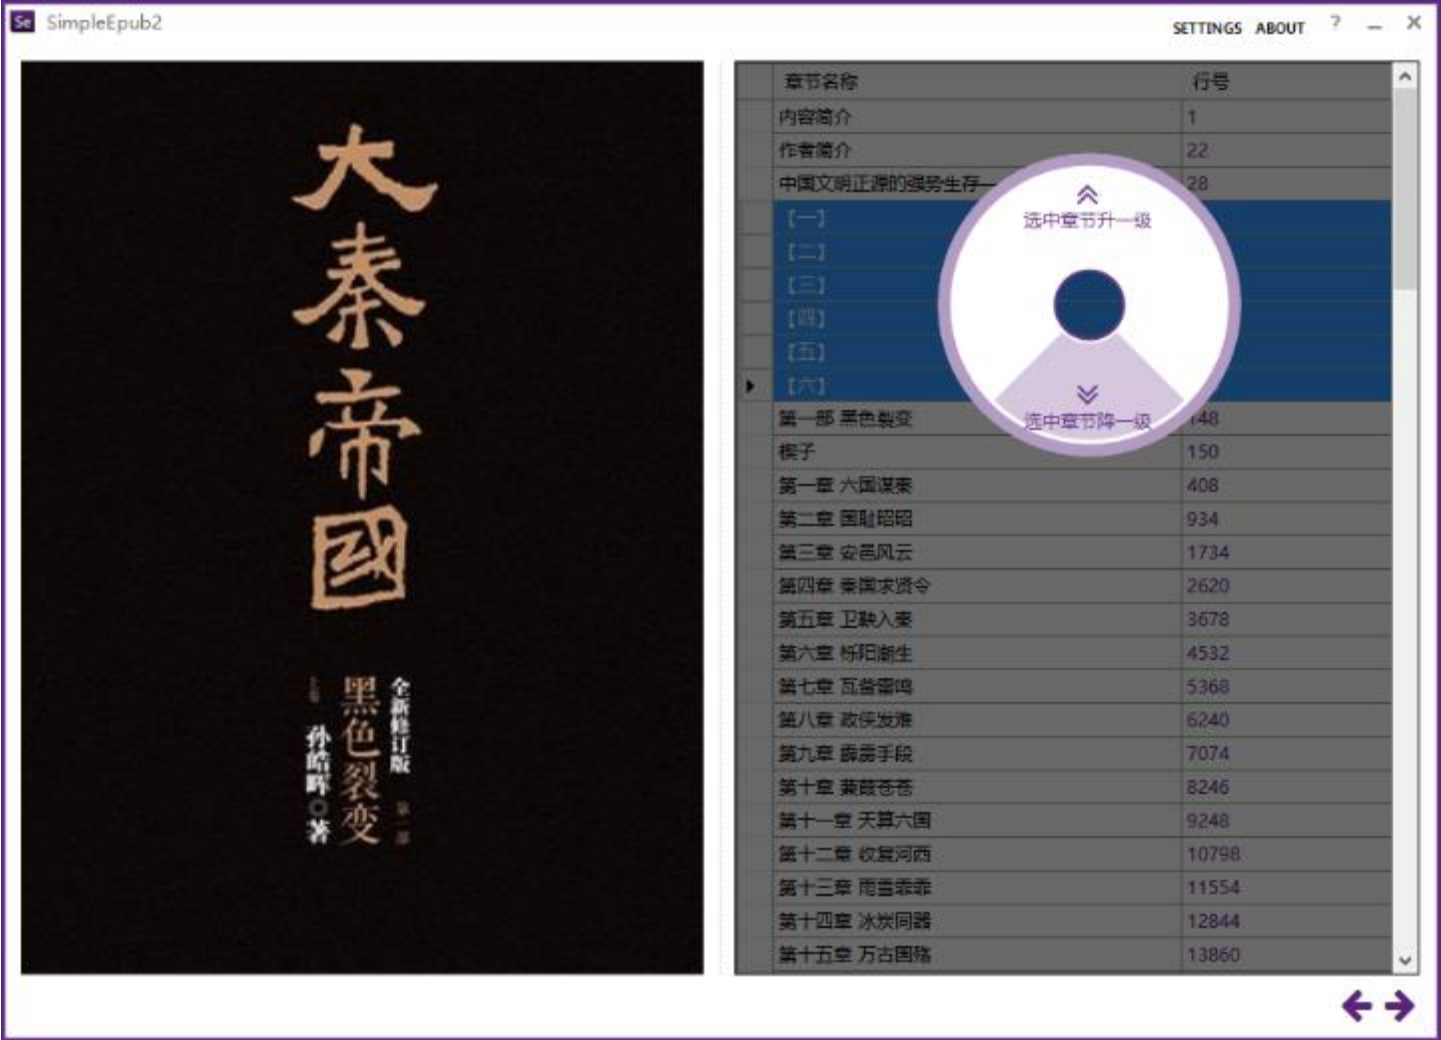 Se SimpleEpub2
SETTINGS ABOUT ?
大秦帝國
全新修订版
第一部
黑色裂变
孙皓晖◎著
章节名称 行号
内容简介 1
作者简介 22
中国文明正源的强势生存— 28
【一】
【二】
【三】
【四】
【五】
【六】
选中章节升一级
选中章节降一级
第一部 黑色裂变 148
楔子 150
第一章 六国谋秦 408
第二章 国耻昭昭 934
第三章 安邑风云 1734
第四章 秦国求贤令 2620
第五章 卫鞅入秦 3678
第六章 栎阳潮生 4532
第七章 瓦釜雷鸣 5368
第八章 政侠发难 6240
第九章 霹雳手段 7074
第十章 蒹葭苍苍 8246
第十一章 天算六国 9248
第十二章 收复河西 10798
第十三章 雨雪霏霏 11554
第十四章 冰炭同器 12844
第十五章 万古国殇 13860